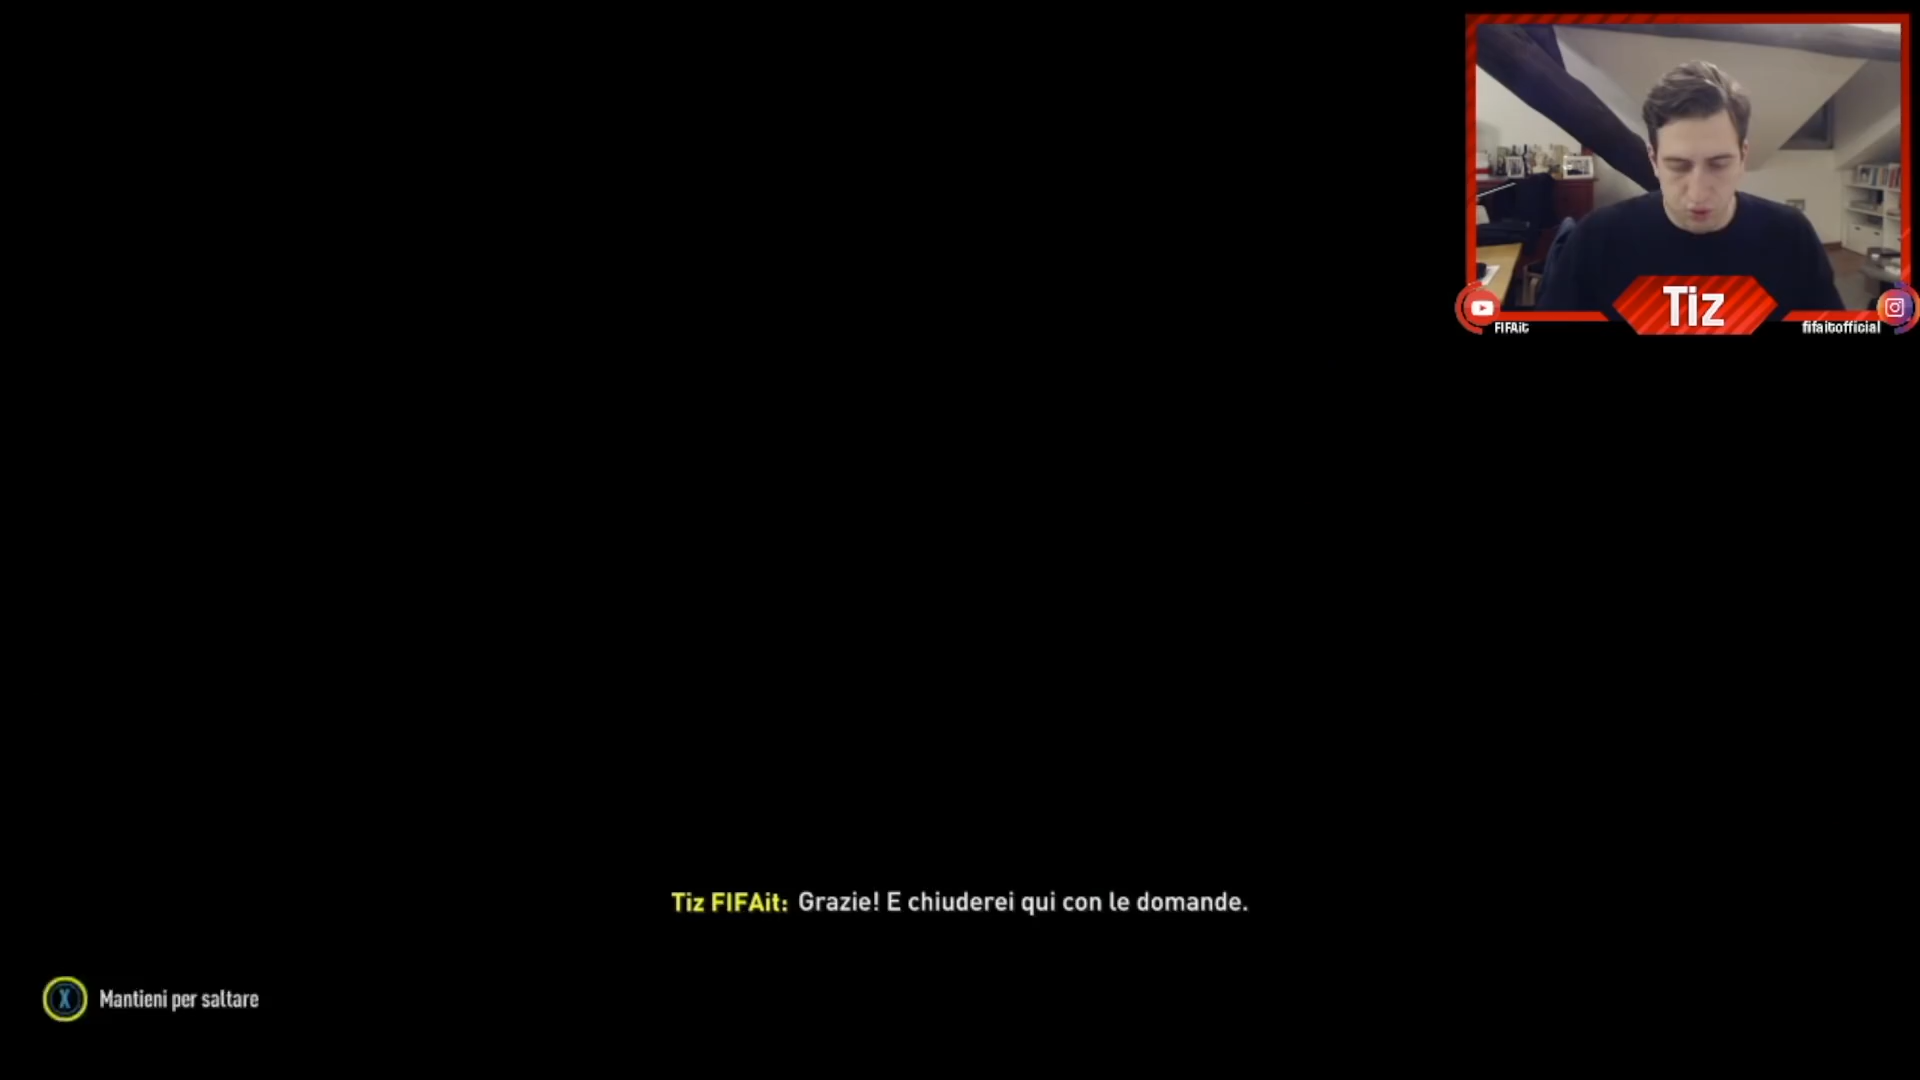 Tiz
FIFAit
fifaitofficial
Tiz FIFAit: Grazie! E chiuderei qui con le domande.
X Mantieni per saltare